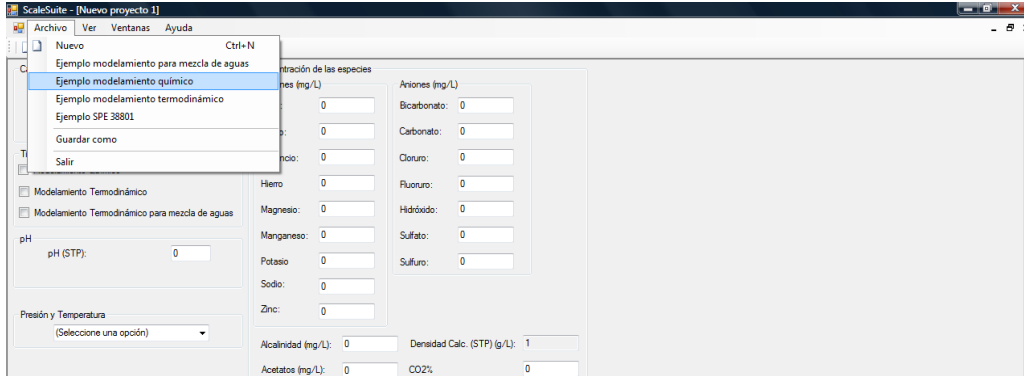 ScaleSuite - [Nuevo proyecto 1]
Archivo Ver Ventanas Ayuda
Nuevo Ctrl+N
Ejemplo modelamiento para mezcla de aguas
Ejemplo modelamiento químico
Ejemplo modelamiento termodinámico
Ejemplo SPE 38801
Guardar como
Salir
Modelamiento Termodinámico
Modelamiento Termodinámico para mezcla de aguas
pH
pH (STP): 0
Presión y Temperatura
(Seleccione una opción)
de las especies
(mg/L)
0
0
0
Hierro 0
Magnesio: 0
Manganeso: 0
Potasio 0
Sodio: 0
Zinc: 0
Aniones (mg/L)
Bicarbonato: 0
Carbonato: 0
Cloruro: 0
Fluoruro: 0
Hidróxido: 0
Sulfato: 0
Sulfuro: 0
Alcalinidad (mg/L): 0 Densidad Calc. (STP) (g/L): 1
Acetatos (mg/L): 0 CO2% 0